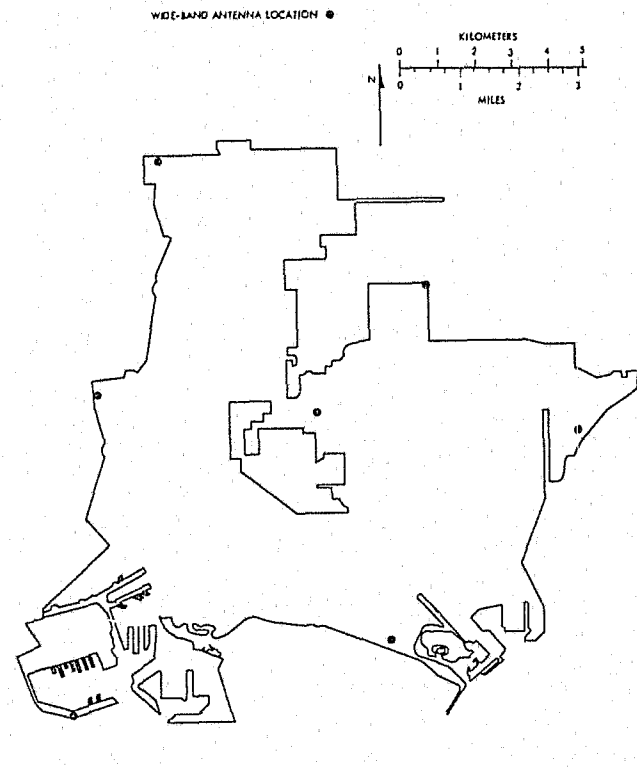 WIDE-BAND ANTENNA LOCATION
KILOMETERS
0 1 2 3 4 5
N
0 1 2 3
MILES